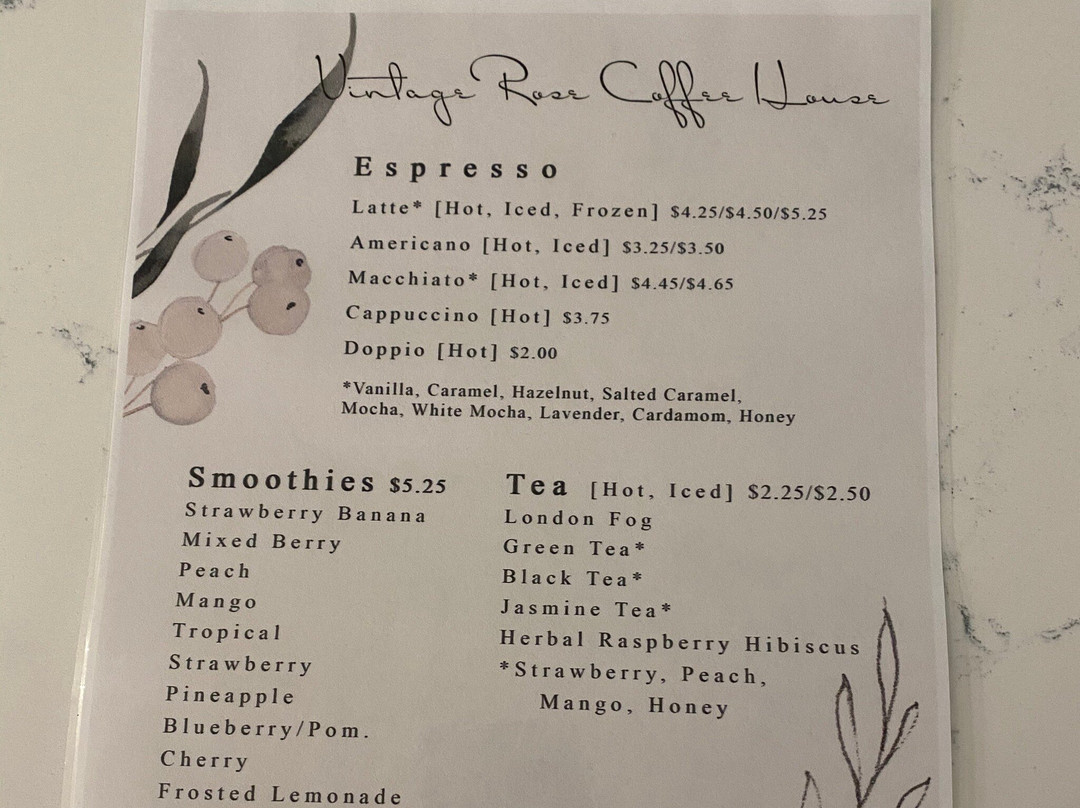 Vintage Rose Coffee House
Espresso
Latte* [Hot, Iced, Frozen] $4.25/$4.50/$5.25
Americano [Hot, Iced] $3.25/$3.50
Macchiato* [Hot, Iced] $4.45/$4.65
Cappuccino [Hot] $3.75
Doppio [Hot] $2.00
*Vanilla, Caramel, Hazelnut, Salted Caramel,
Mocha, White Mocha, Lavender, Cardamom, Honey
Smoothies $5.25
Strawberry Banana
Mixed Berry
Peach
Mango
Tropical
Strawberry
Pineapple
Blueberry/Pom.
Cherry
Frosted Lemonade
Tea [Hot, Iced] $2.25/$2.50
London Fog
Green Tea*
Black Tea*
Jasmine Tea*
Herbal Raspberry Hibiscus
*Strawberry, Peach,
Mango, Honey